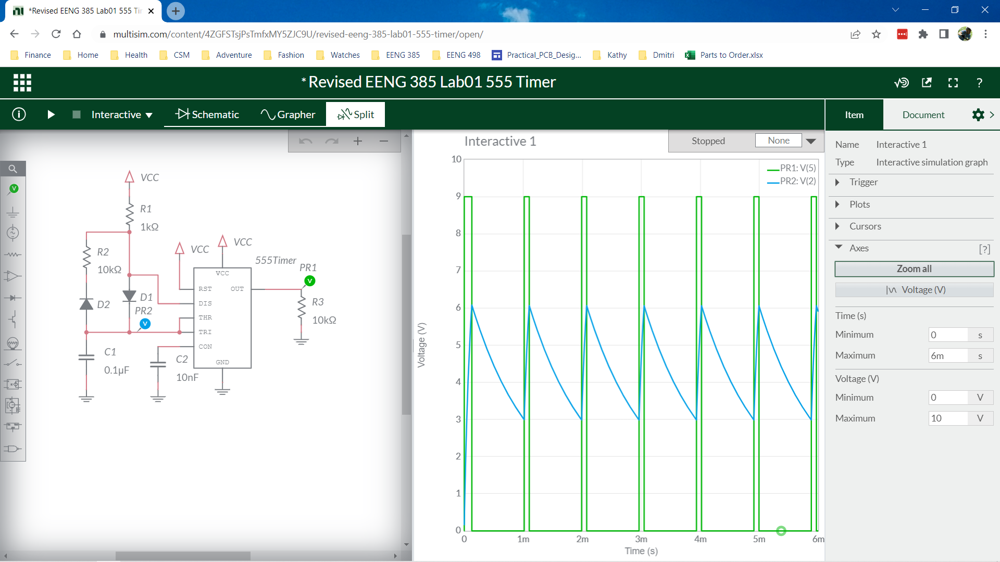 *Revised EENG 385 Lab01 555 Tir
multisim.com/content/4ZGFSTsjPsTmfxMY5ZJC9U/revised-eeng-385-lab01-555-timer/open/
Finance Home Health CSM Adventure Fashion Watches EENG 385 EENG 498 Practical_PCB_Desig... Kathy Dmitri Parts to Order.xlsx
*Revised EENG 385 Lab01 555 Timer
?
Interactive Schematic Grapher Split
Item Document
Interactive 1
Stopped None
VCC
R1
1kΩ
R2
10kΩ
D2
D1
PR2
V
C1
0.1µF
C2
10nF
VCC
VCC
555Timer
VCC
RST OUT
DIS
THR
TRI
CON
GND
PR1
V
R3
10kΩ
V
PR1: V(5)
PR2: V(2)
10
9
8
7
6
5
4
3
2
1
0
Voltage (V)
0 1m 2m 3m 4m 5m 6m
Time (s)
Name Interactive 1
Type Interactive simulation graph
Trigger
Plots
Cursors
Axes [?]
Zoom all
Voltage (V)
Time (s)
Minimum 0 s
Maximum 6m s
Voltage (V)
Minimum 0 V
Maximum 10 V